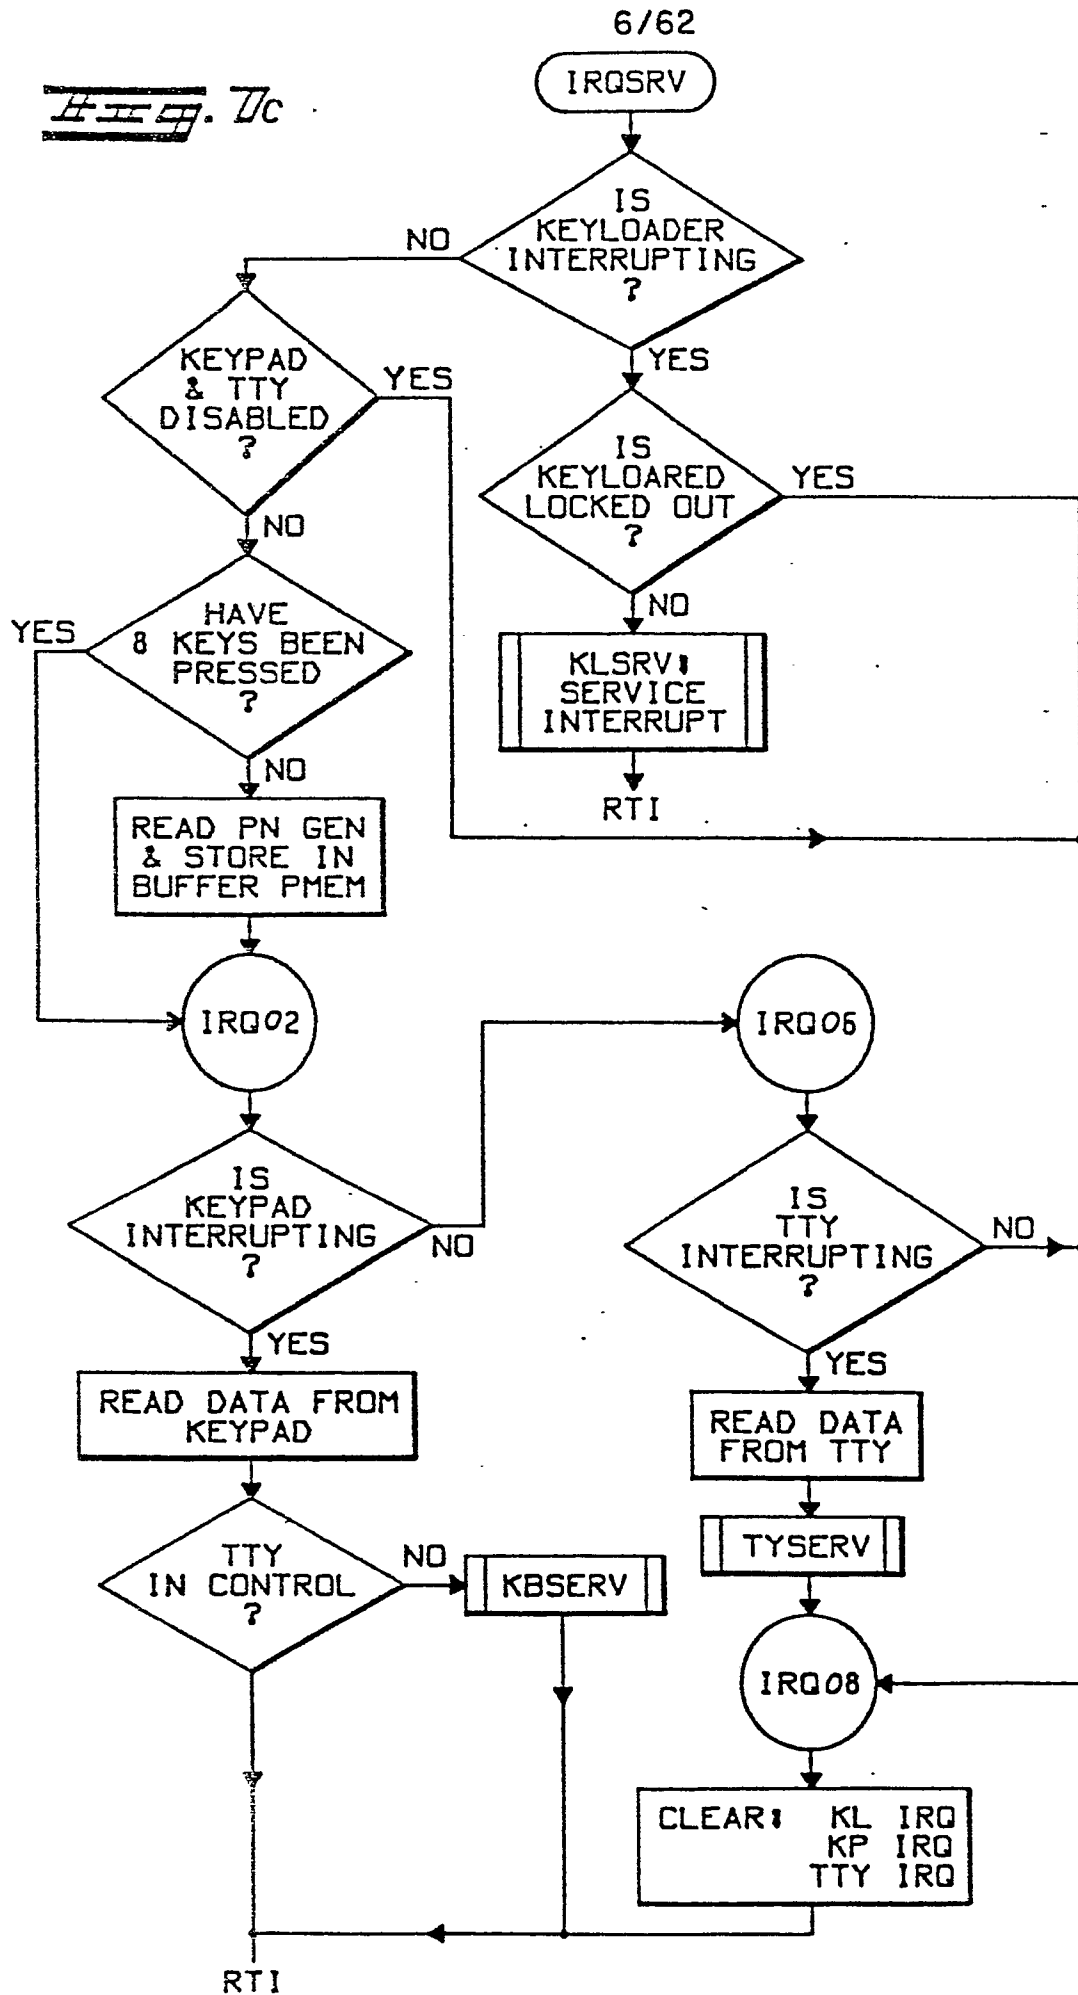 6/62
Fig. 7c
IRQSRV
IS
KEYLOADER
INTERRUPTING
?
NO
YES
KEYPAD
& TTY
DISABLED
?
YES
NO
IS
KEYLOARED
LOCKED OUT
?
YES
NO
HAVE
8 KEYS BEEN
PRESSED
?
YES
NO
KLSRV:
SERVICE
INTERRUPT
RTI
READ PN GEN
& STORE IN
BUFFER PMEM
IRQ02
IRQ06
IS
KEYPAD
INTERRUPTING
?
NO
YES
IS
TTY
INTERRUPTING
?
NO
YES
READ DATA FROM
KEYPAD
READ DATA
FROM TTY
TYSERV
TTY
IN CONTROL
?
NO
KBSERV
IRQ08
CLEAR: KL IRQ
KP IRQ
TTY IRQ
RTI